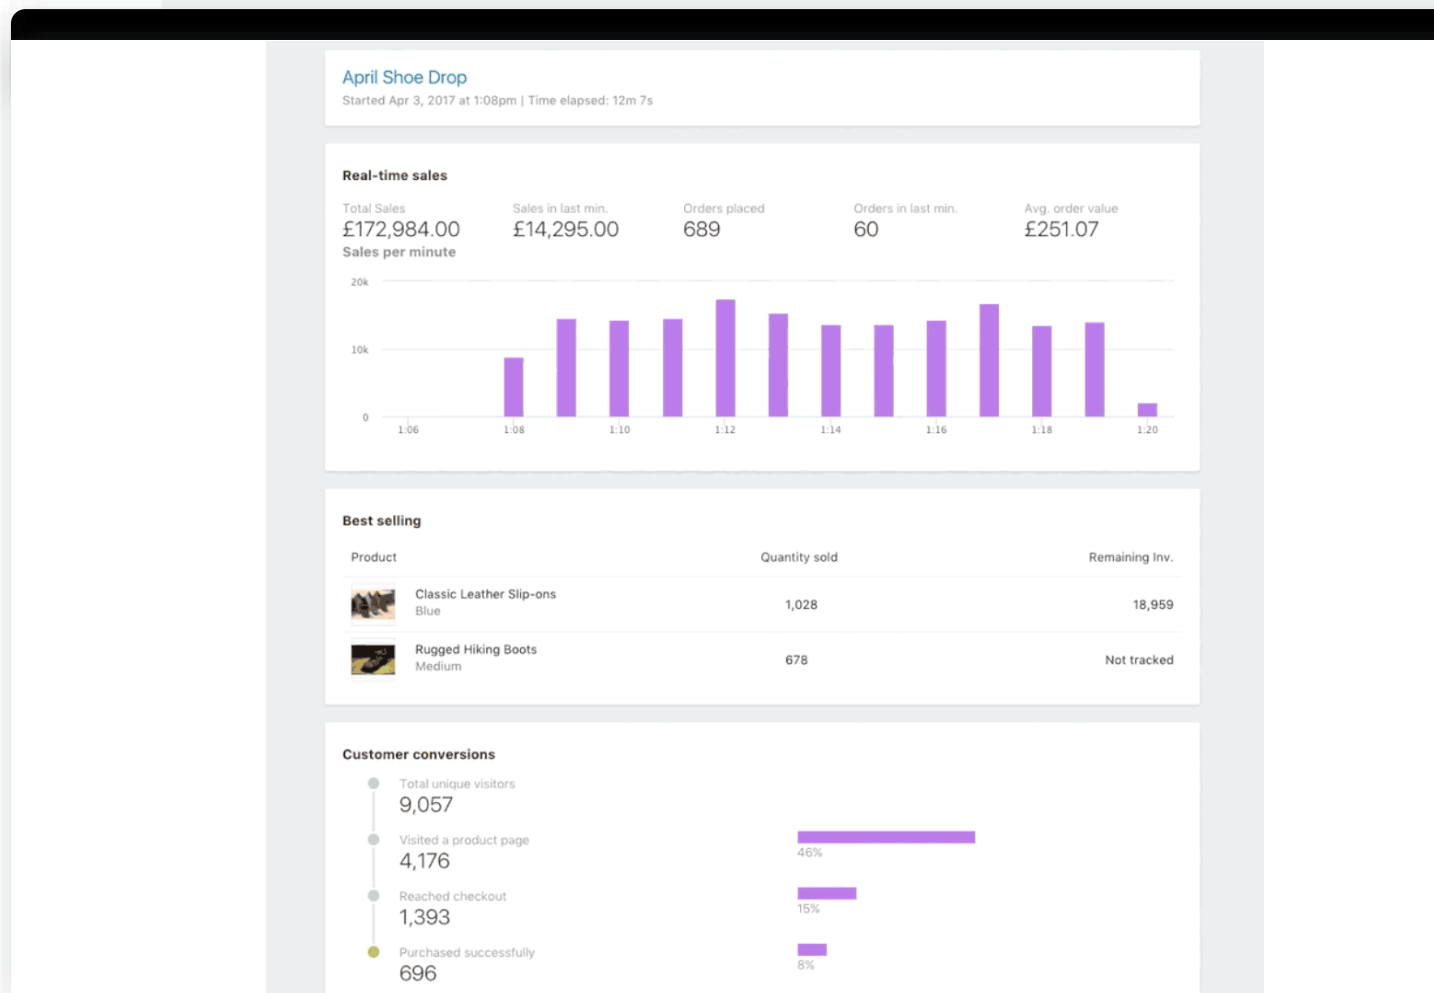 April Shoe Drop
Started Apr 3, 2017 at 1:08pm | Time elapsed: 12m 7s
Real-time sales
Total Sales Sales in last min. Orders placed Orders in last min. Avg. order value
£172,984.00 £14,295.00 689 60 £251.07
Sales per minute
20k
10k
0
1:06 1:08 1:10 1:12 1:14 1:16 1:18 1:20
Best selling
Product Quantity sold Remaining Inv.
Classic Leather Slip-ons
Blue
1,028 18,959
Rugged Hiking Boots
Medium
678 Not tracked
Customer conversions
Total unique visitors
9,057
Visited a product page
4,176
46%
Reached checkout
1,393
15%
Purchased successfully
696
8%